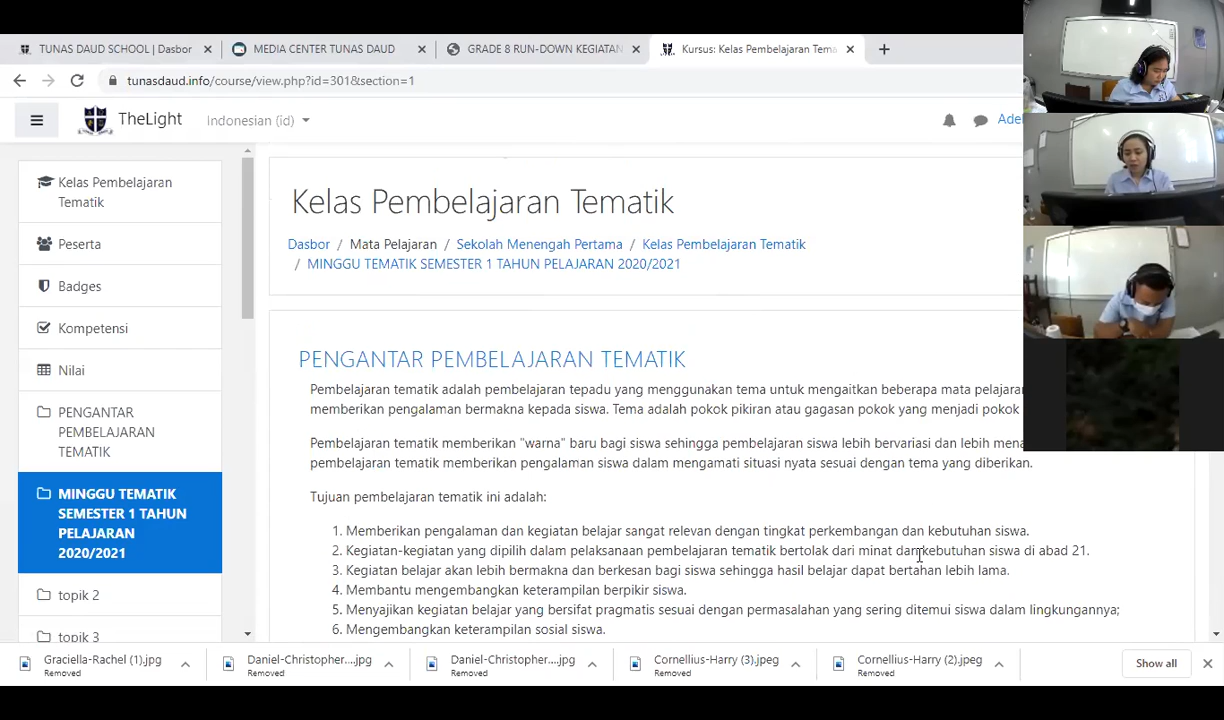 TUNAS DAUD SCHOOL | Dasbor
MEDIA CENTER TUNAS DAUD
GRADE 8 RUN-DOWN KEGIATAN
Kursus: Kelas Pembelajaran Tema
tunasdaud.info/course/view.php?id=301&section=1
TheLight
Indonesian (id)
Adel
Kelas Pembelajaran
Tematik
Peserta
Badges
Kompetensi
Nilai
PENGANTAR
PEMBELAJARAN
TEMATIK
MINGGU TEMATIK
SEMESTER 1 TAHUN
PELAJARAN
2020/2021
topik 2
topik 3
Kelas Pembelajaran Tematik
Dasbor / Mata Pelajaran / Sekolah Menengah Pertama / Kelas Pembelajaran Tematik
/ MINGGU TEMATIK SEMESTER 1 TAHUN PELAJARAN 2020/2021
PENGANTAR PEMBELAJARAN TEMATIK
Pembelajaran tematik adalah pembelajaran tepadu yang menggunakan tema untuk mengaitkan beberapa mata pelajaran
memberikan pengalaman bermakna kepada siswa. Tema adalah pokok pikiran atau gagasan pokok yang menjadi pokok
Pembelajaran tematik memberikan "warna" baru bagi siswa sehingga pembelajaran siswa lebih bervariasi dan lebih mena
pembelajaran tematik memberikan pengalaman siswa dalam mengamati situasi nyata sesuai dengan tema yang diberikan.
Tujuan pembelajaran tematik ini adalah:
1. Memberikan pengalaman dan kegiatan belajar sangat relevan dengan tingkat perkembangan dan kebutuhan siswa.
2. Kegiatan-kegiatan yang dipilih dalam pelaksanaan pembelajaran tematik bertolak dari minat dan kebutuhan siswa di abad 21.
3. Kegiatan belajar akan lebih bermakna dan berkesan bagi siswa sehingga hasil belajar dapat bertahan lebih lama.
4. Membantu mengembangkan keterampilan berpikir siswa.
5. Menyajikan kegiatan belajar yang bersifat pragmatis sesuai dengan permasalahan yang sering ditemui siswa dalam lingkungannya;
6. Mengembangkan keterampilan sosial siswa.
Graciella-Rachel (1).jpg
Removed
Daniel-Christopher....jpg
Removed
Daniel-Christopher....jpg
Removed
Cornellius-Harry (3).jpeg
Removed
Cornellius-Harry (2).jpeg
Removed
Show all